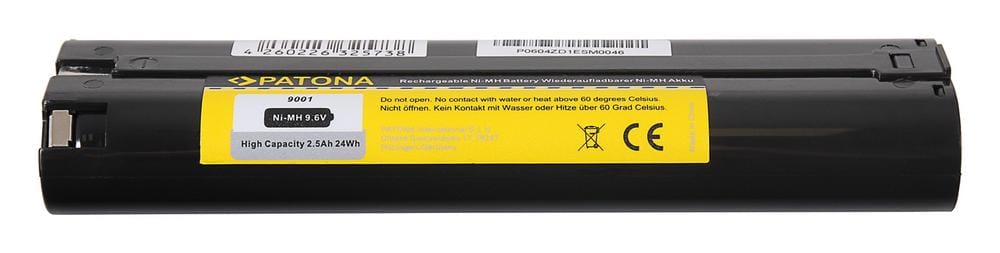 4 260226 325738
P0604ZD1ESM0046
PATONA
Rechargeable Ni-MH Battery Wiederaufladbarer Ni-MH Akku
9001
Ni-MH 9.6V
High Capacity 2.5Ah 24Wh
Do not open. No contact with water or heat above 60 degrees Celsius.
Nicht öffnen. Kein Kontakt mit Wasser oder Hitze über 60 Grad Celsius.
PATONA International
CE
Made in China